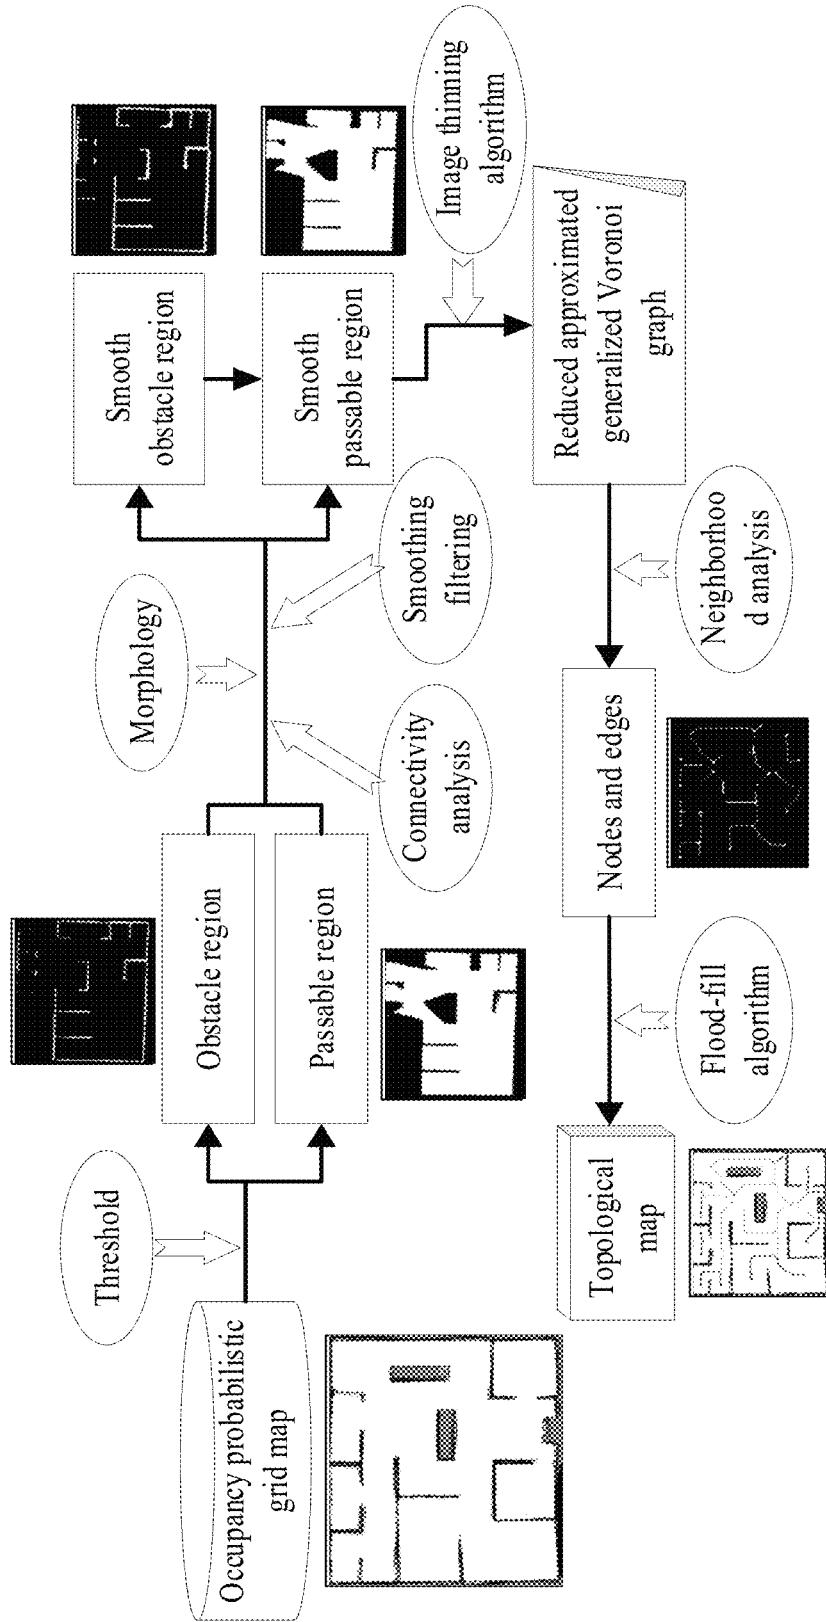 Threshold
Occupancy probabilistic
grid map
Obstacle region
Passable region
Morphology
Connectivity
analysis
Smoothing
filtering
Smooth
obstacle region
Smooth
passable region
Image thinning
algorithm
Reduced approximated
generalized Voronoi
graph
Neighborhoo
d analysis
Nodes and edges
Flood-fill
algorithm
Topological
map